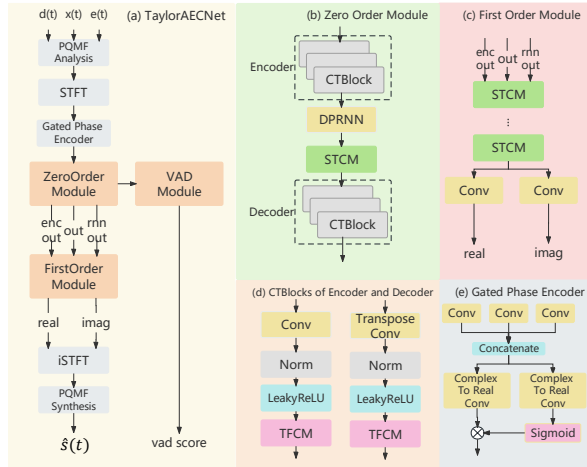 d(t) x(t) e(t)
(a) TaylorAECNet
PQMF
Analysis
STFT
Gated Phase
Encoder
ZeroOrder
Module
VAD
Module
enc
out
out
rnn
out
FirstOrder
Module
real imag
iSTFT
PQMF
Synthesis
ŝ(t)
vad score
(b) Zero Order Module
Encoder
CTBlock
DPRNN
STCM
Decoder
CTBlock
(c) First Order Module
enc
out
out
rnn
out
STCM
...
STCM
Conv Conv
real imag
(d) CTBlocks of Encoder and Decoder
Conv
Norm
LeakyReLU
TFCM
Transpose
Conv
Norm
LeakyReLU
TFCM
(e) Gated Phase Encoder
Conv Conv Conv
Concatenate
Complex
To Real
Conv
Complex
To Real
Conv
Sigmoid